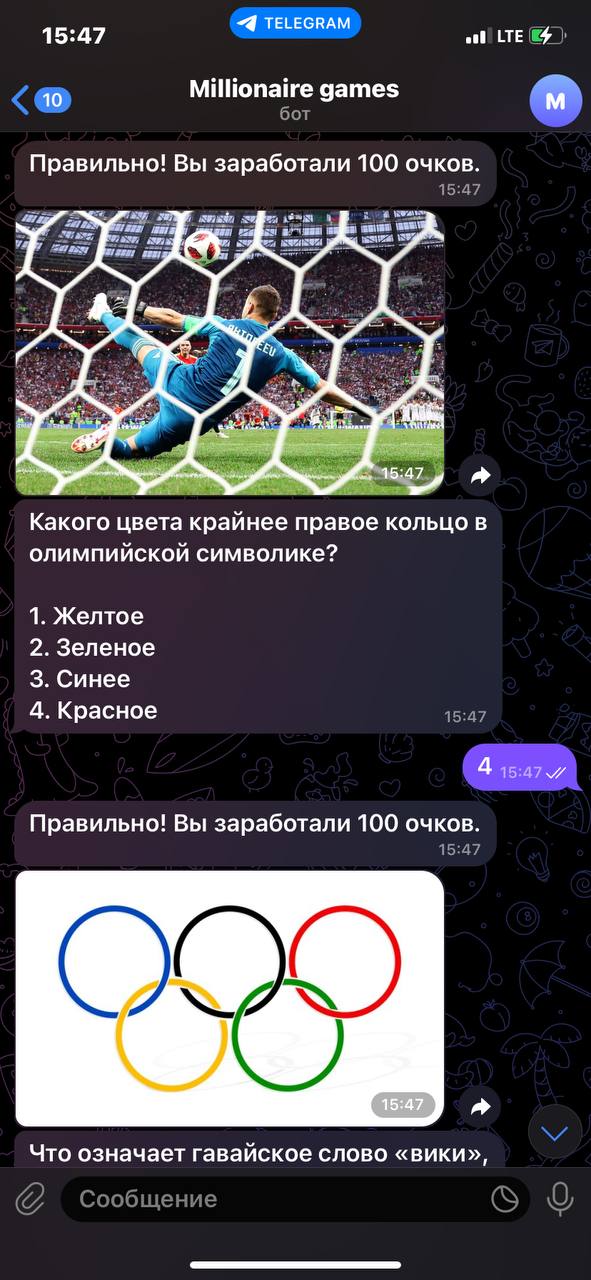 15:47
TELEGRAM
LTE
10
Millionaire games
бот
M
Правильно! Вы заработали 100 очков.
15:47
АКІНFEEV
1
15:47
Какого цвета крайнее правое кольцо в
олимпийской символике?
1. Желтое
2. Зеленое
3. Синее
4. Красное
15:47
4 15:47
Правильно! Вы заработали 100 очков.
15:47
15:47
Что означает гавайское слово «вики»,
Сообщение